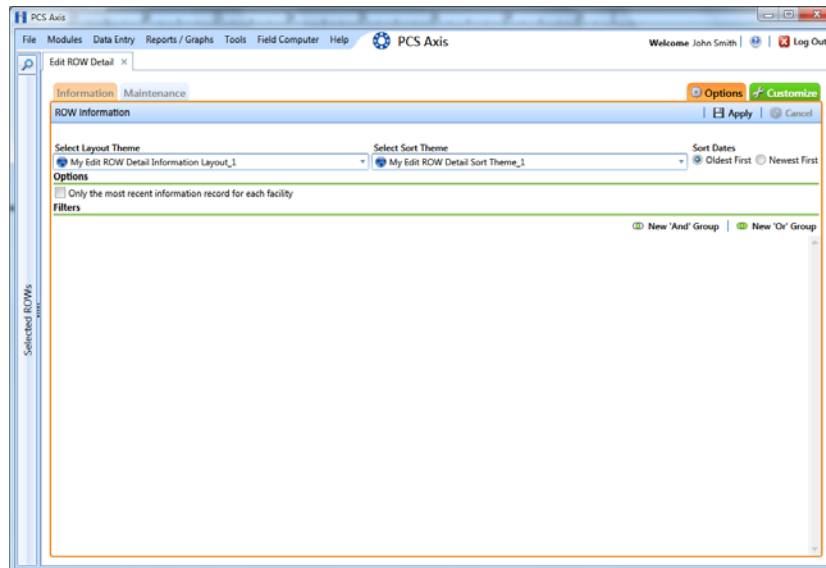 PCS Axis
File Modules Data Entry Reports / Graphs Tools Field Computer Help PCS Axis Welcome John Smith Log Out
Edit ROW Detail
Information Maintenance Options Customize
ROW Information Apply Cancel
Select Layout Theme Select Sort Theme Sort Dates
My Edit ROW Detail Information Layout_1 My Edit ROW Detail Sort Theme_1 Oldest First Newest First
Options
Only the most recent information record for each facility
Filters
New 'And' Group New 'Or' Group
Selected ROWs